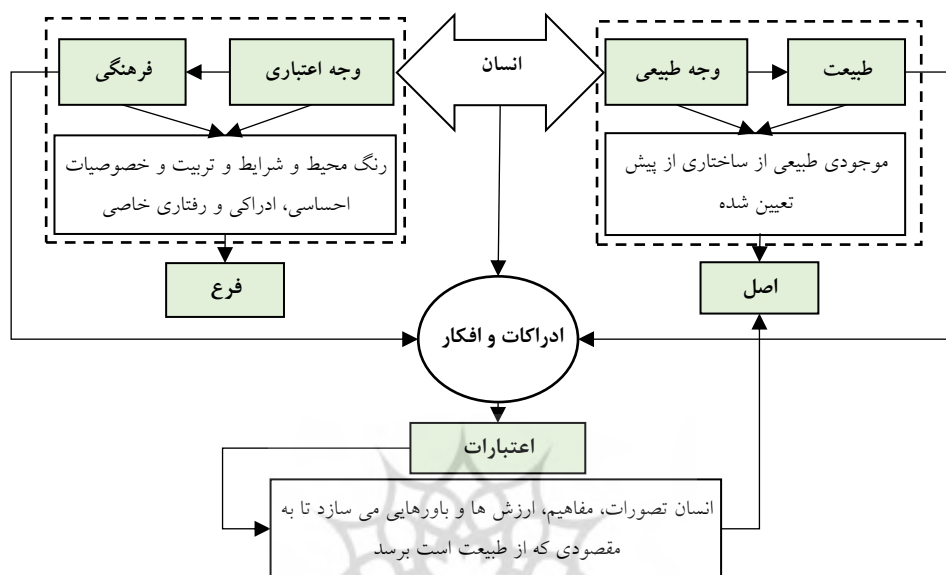 انسان
طبیعت
وجه طبیعی
وجه اعتباری
فرهنگی
موجودی طبیعی از ساختاری از پیش
تعیین شده
رنگ محیط و شرایط و تربیت و خصوصیات
احساسی، ادراکی و رفتاری خاصی
اصل
فرع
ادراکات و افکار
اعتبارات
انسان تصورات، مفاهیم، ارزش ها و باورهایی می سازد تا به
مقصودی که از طبیعت است برسد